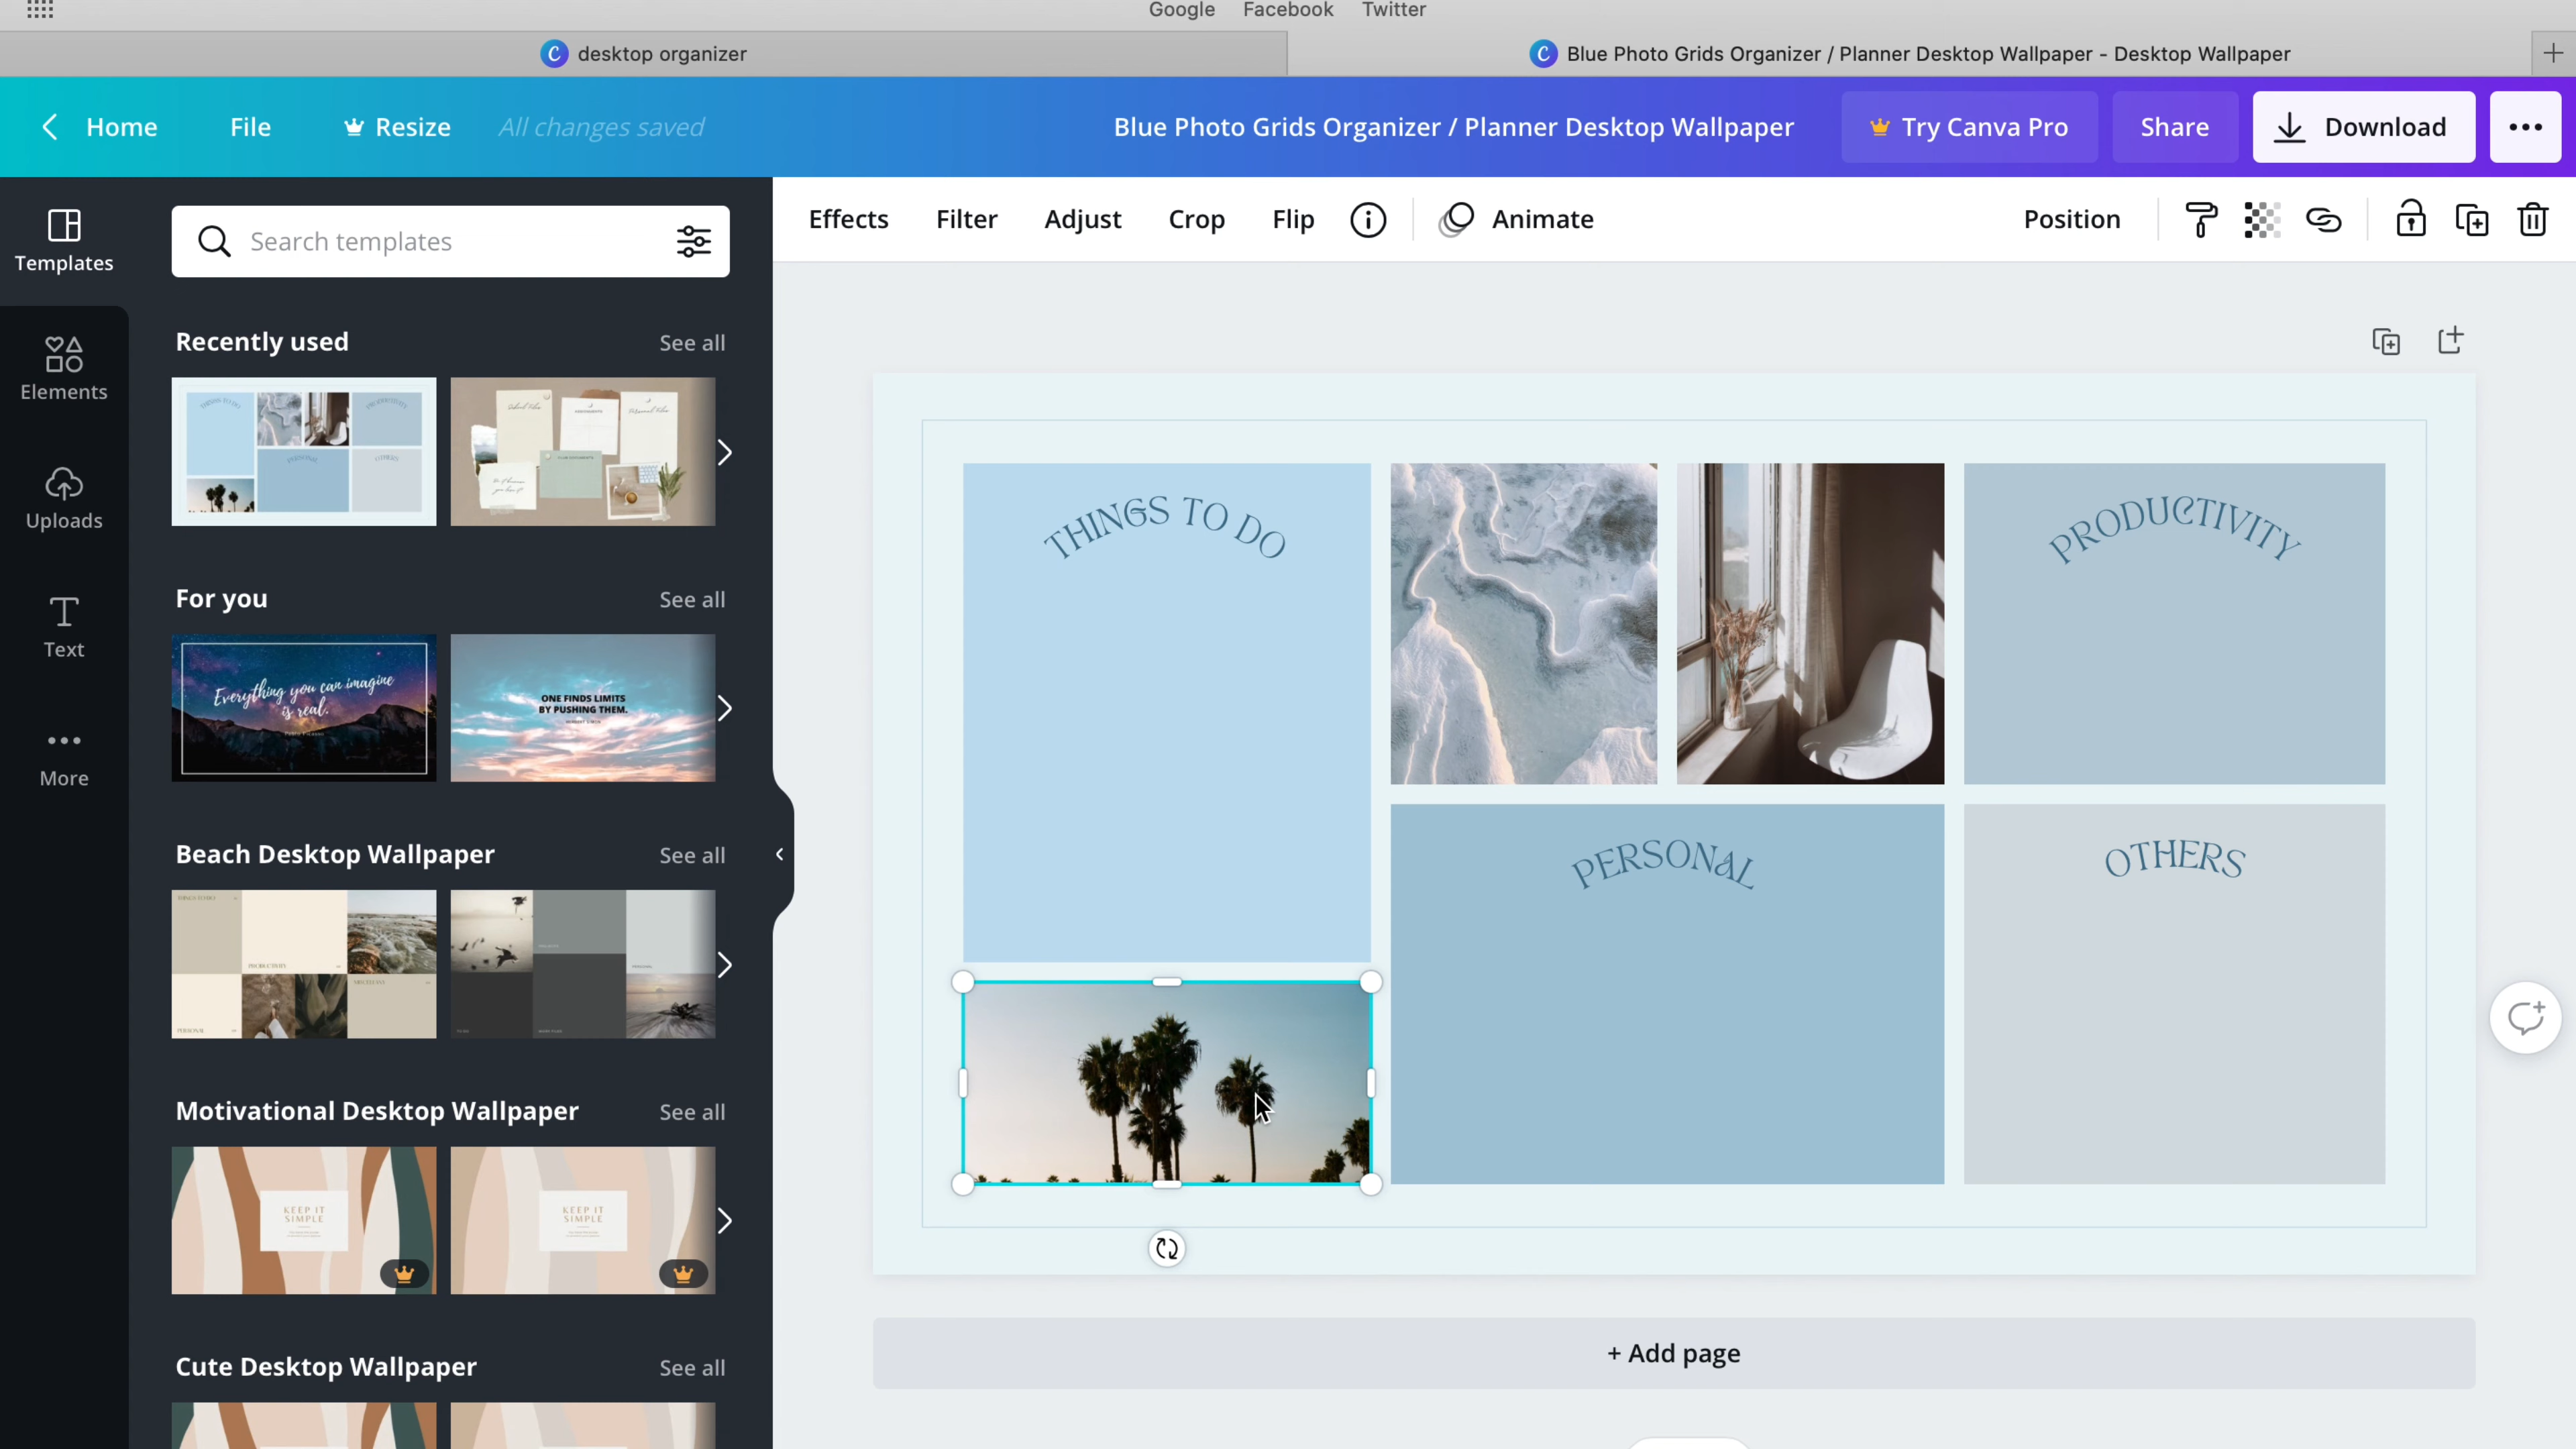 Google Facebook Twitter
desktop organizer
Blue Photo Grids Organizer / Planner Desktop Wallpaper - Desktop Wallpaper
Home File Resize All changes saved
Blue Photo Grids Organizer / Planner Desktop Wallpaper
Try Canva Pro Share Download
Templates
Elements
Uploads
Text
More
Search templates
Recently used See all
For you See all
Everything you can imagine
is real.
ONE FINDS LIMITS
BY PUSHING THEM.
Beach Desktop Wallpaper See all
THINGS TO DO
PRODUCTIVITY
PERSONAL
Motivational Desktop Wallpaper See all
KEEP IT
SIMPLE
KEEP IT
SIMPLE
Cute Desktop Wallpaper See all
Effects Filter Adjust Crop Flip Animate Position
THINGS TO DO
PRODUCTIVITY
PERSONAL
OTHERS
+ Add page